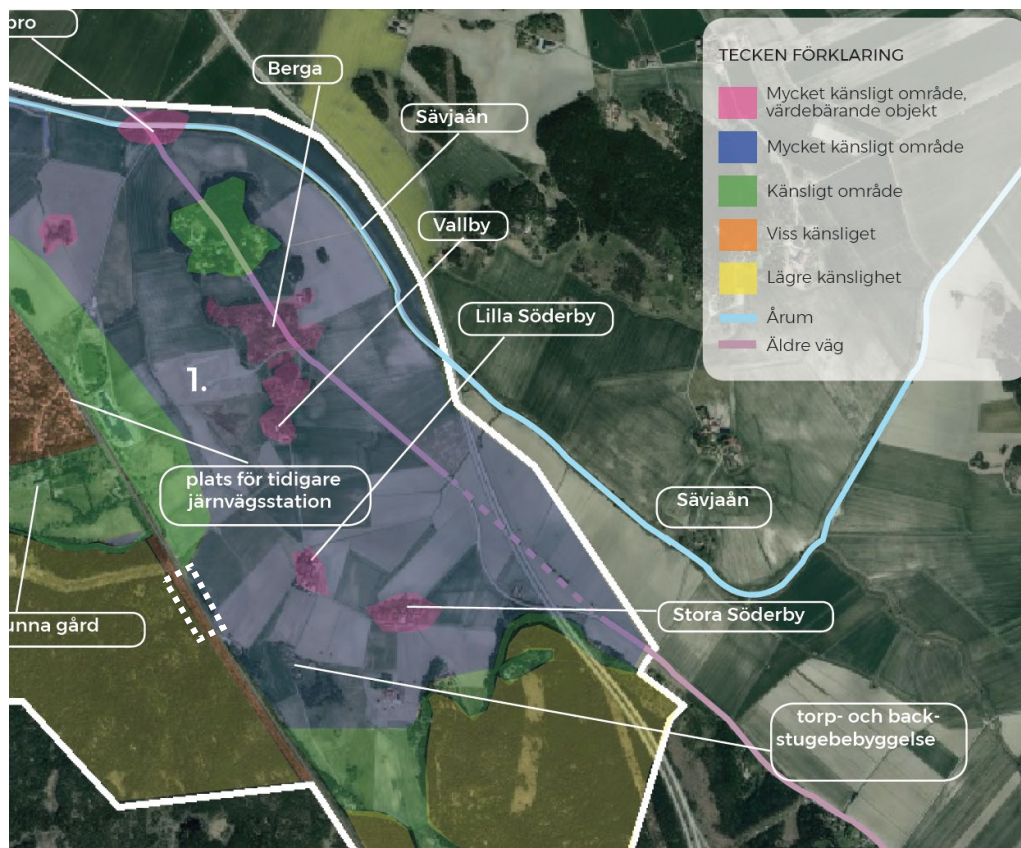 bro
Berga
Sävjaån
Vallby
Lilla Söderby
1.
plats för tidigare
järnvägsstation
Sävjaån
unna gård
Stora Söderby
torp- och back-
stugebebyggelse
TECKEN FÖRKLARING
Mycket känsligt område,
värdebärande objekt
Mycket känsligt område
Känsligt område
Viss känsliget
Lägre känslighet
Årum
Äldre väg